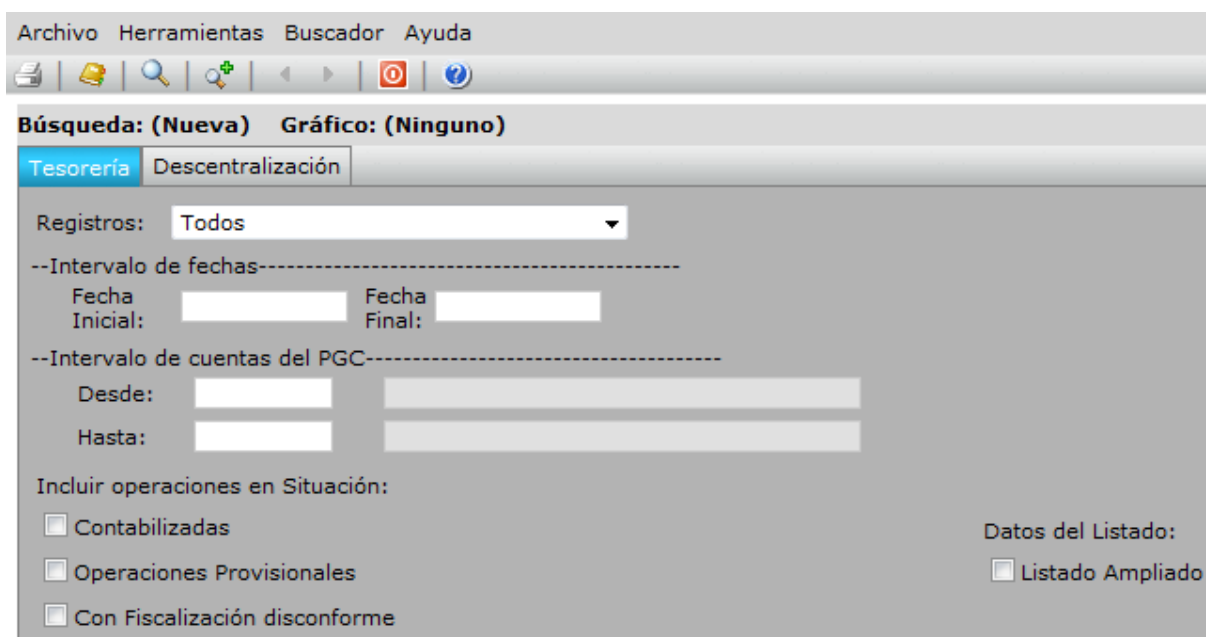 Archivo Herramientas Buscador Ayuda
Búsqueda: (Nueva) Gráfico: (Ninguno)
Tesorería Descentralización
Registros: Todos
--Intervalo de fechas---------------------------------------------
Fecha Inicial: Fecha Final:
--Intervalo de cuentas del PGC--------------------------------------
Desde:
Hasta:
Incluir operaciones en Situación:
Contabilizadas
Datos del Listado:
Operaciones Provisionales
Listado Ampliado
Con Fiscalización disconforme